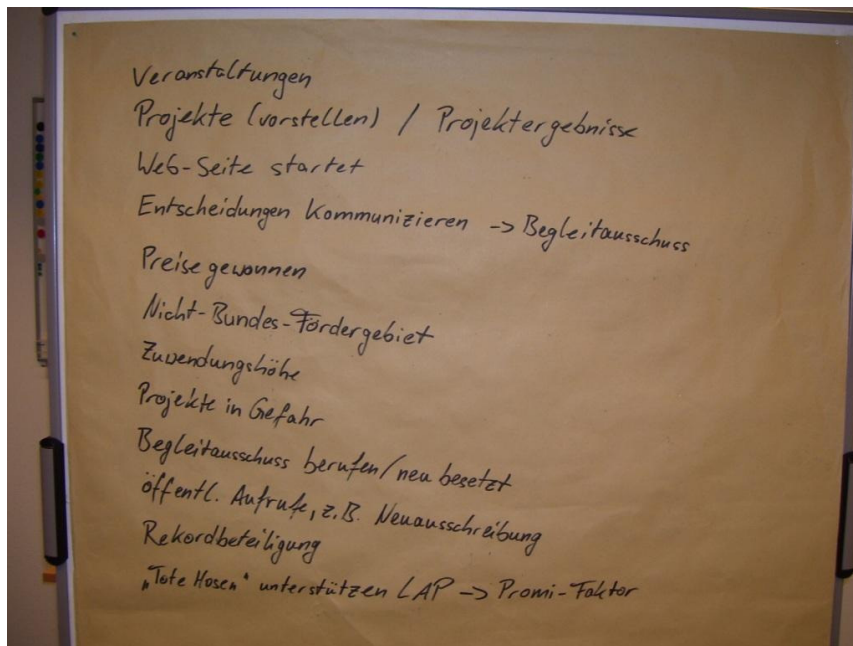 Veranstaltungen
Projekte (vorstellen) / Projektergebnisse
Web-Seite startet
Entscheidungen kommunizieren -> Begleitausschuss
Preise gewonnen
Nicht-Bundes-Fördergebiet
Zuwendungshöhe
Projekte in Gefahr
Begleitausschuss berufen/neu besetzt
öffentl. Aufrufe, z.B. Neuausschreibung
Rekordbeteiligung
„Tote Hosen" unterstützen LAP -> Promi-Faktor